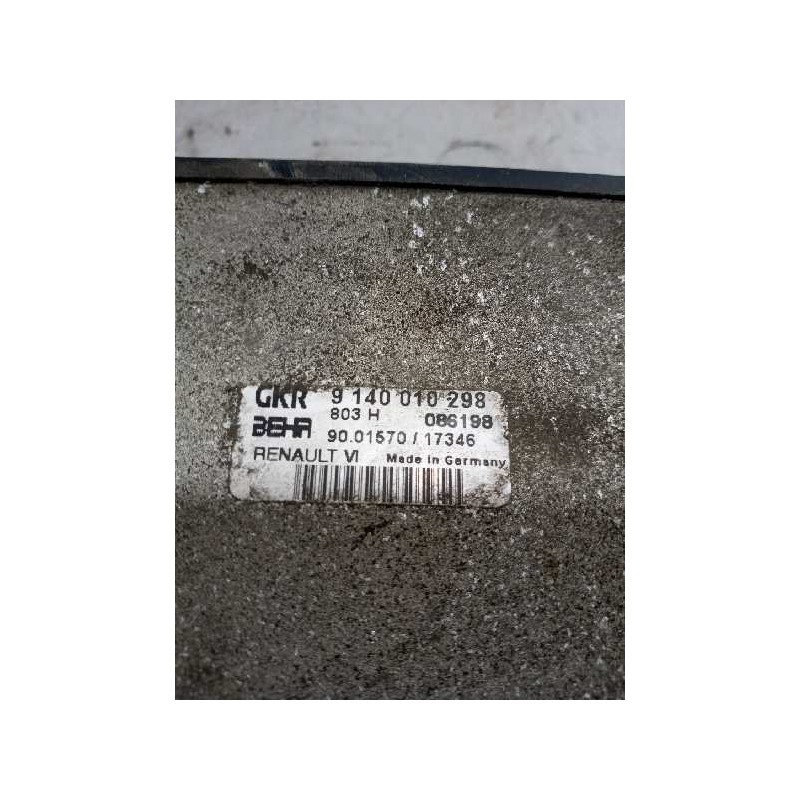 GKR 9 140 010 298
803 H 086198
BEHR 90.01570 / 17346
RENAULT VI Made in Germany